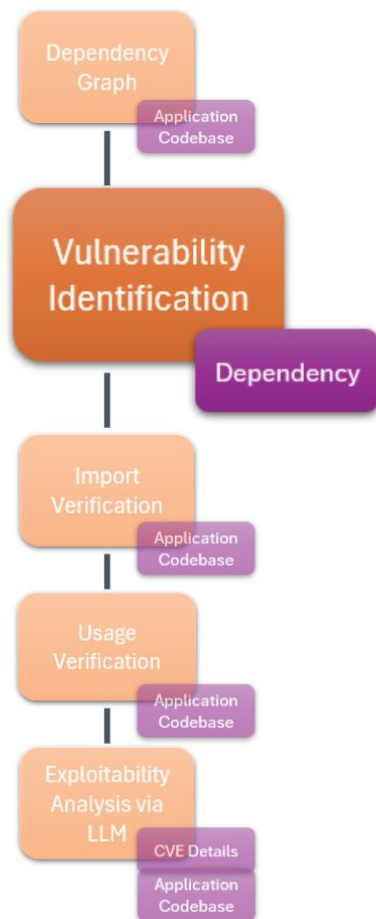 Dependency
Graph
Application
Codebase
Vulnerability
Identification
Dependency
Import
Verification
Application
Codebase
Usage
Verification
Application
Codebase
Exploitability
Analysis via
LLM
CVE Details
Application
Codebase